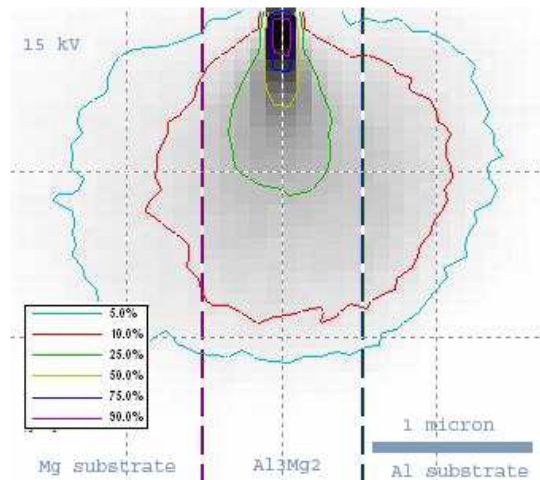 15 kV
5.0%
10.0%
25.0%
50.0%
75.0%
90.0%
1 micron
Mg substrate
Al3Mg2
Al substrate